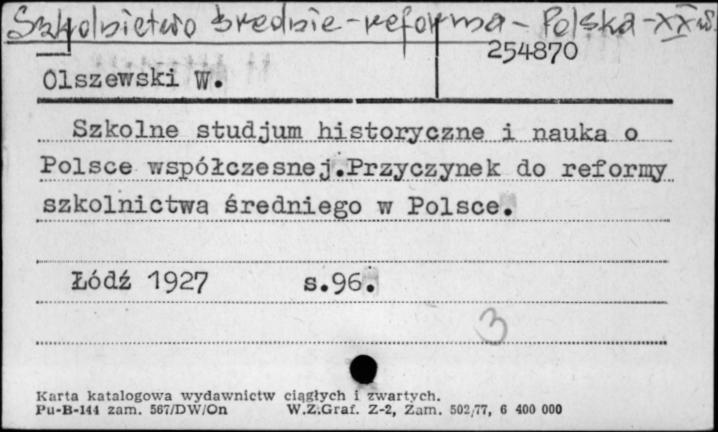 Szkolnictwo średnie - reforma - Polska - XX w.
254870
Olszewski W.
Szkolne studjum historyczne i nauka o
Polsce współczesnej.Przyczynek do reformy
szkolnictwa średniego w Polsce.
Łódź 1927 s.96.
3
Karta katalogowa wydawnictw ciągłych i zwartych.
Pu-B-144 zam. 567/DW/On W.Z.Graf. Z-2, Zam. 502/77, 6 400 000